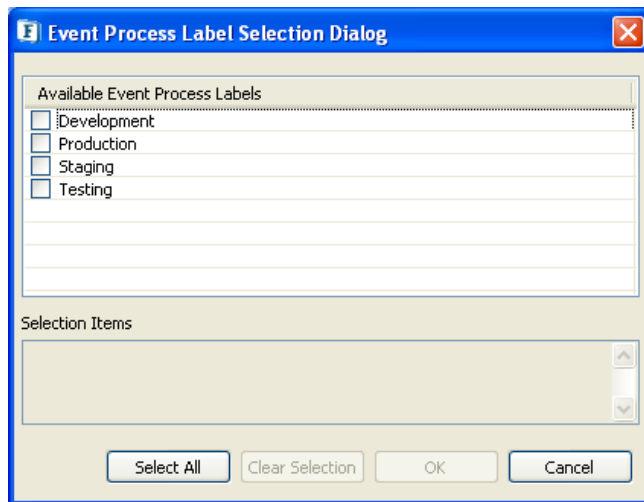 Event Process Label Selection Dialog
Available Event Process Labels
Development
Production
Staging
Testing
Selection Items
Select All
Clear Selection
OK
Cancel